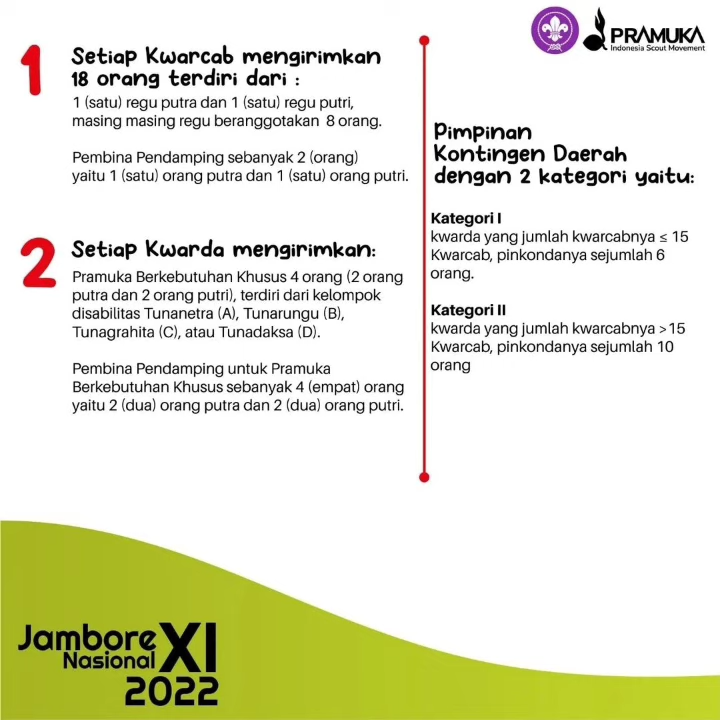 PRAMUKA
Indonesia Scout Movement
1
Setiap Kwarcab mengirimkan
18 orang terdiri dari :
1 (satu) regu putra dan 1 (satu) regu putri,
masing masing regu beranggotakan 8 orang.
Pembina Pendamping sebanyak 2 (orang)
yaitu 1 (satu) orang putra dan 1 (satu) orang putri.
2
Setiap Kwarda mengirimkan:
Pramuka Berkebutuhan Khusus 4 orang (2 orang
putra dan 2 orang putri), terdiri dari kelompok
disabilitas Tunanetra (A), Tunarungu (B),
Tunagrahita (C), atau Tunadaksa (D).
Pembina Pendamping untuk Pramuka
Berkebutuhan Khusus sebanyak 4 (empat) orang
yaitu 2 (dua) orang putra dan 2 (dua) orang putri.
Pimpinan
Kontingen Daerah
dengan 2 kategori yaitu:
Kategori I
kwarda yang jumlah kwarcabnya ≤ 15
Kwarcab, pinkondanya sejumlah 6
orang.
Kategori II
kwarda yang jumlah kwarcabnya >15
Kwarcab, pinkondanya sejumlah 10
orang
Jambore XI
Nasional
2022